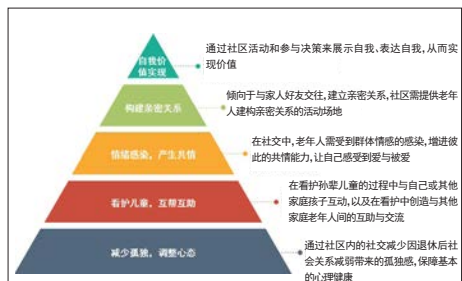 自我价
值实现
通过社区活动和参与决策来展示自我、表达自我,从而实
现价值
构建亲密关系
倾向于与家人好友交往,建立亲密关系,社区需提供老年
人建构亲密关系的活动场地
情绪感染,产生共情
在社交中,老年人需受到群体情感的感染,增进彼
此的共情能力,让自己感受到爱与被爱
看护儿童,互帮互助
在看护孙辈儿童的过程中与自己或其他
家庭孩子互动,以及在看护中创造与其他
家庭老年人间的互助与交流
减少孤独,调整心态
通过社区内的社交减少因退休后社
会关系减弱带来的孤独感,保障基本
的心理健康